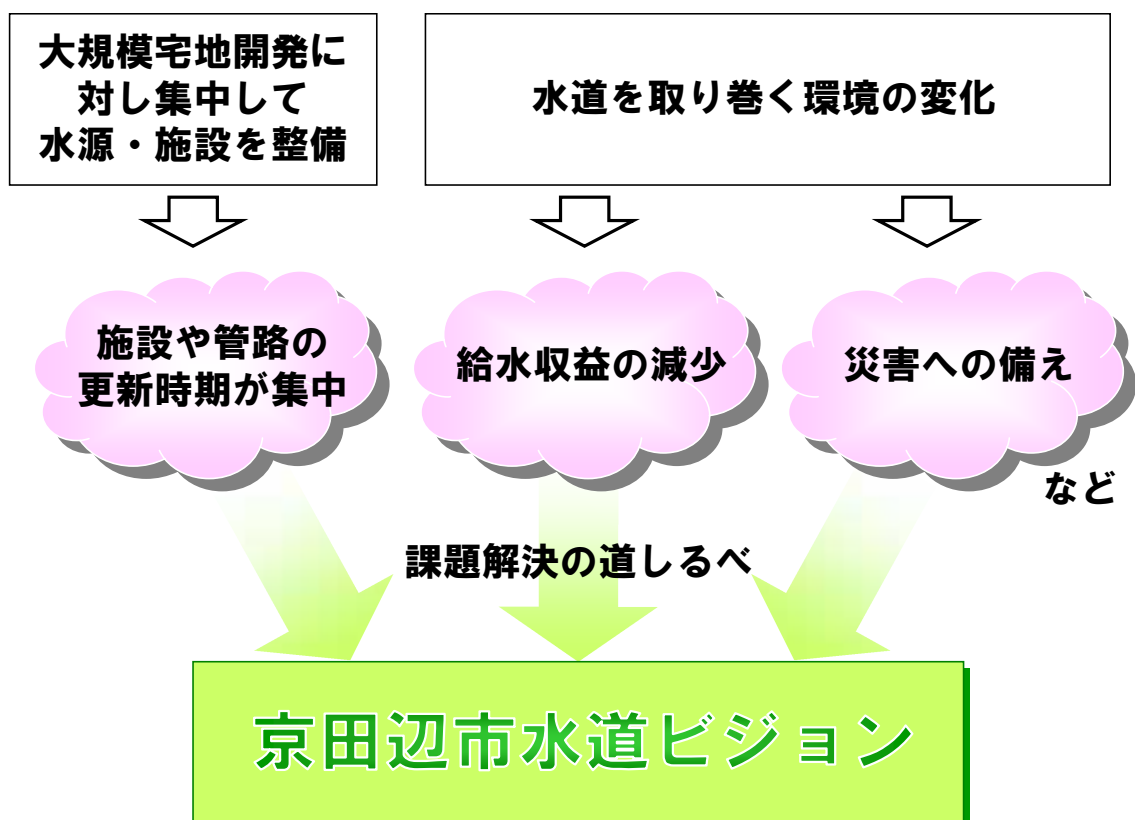 大規模宅地開発に
対し集中して
水源・施設を整備
水道を取り巻く環境の変化
施設や管路の
更新時期が集中
給水収益の減少
災害への備え
など
課題解決の道しるべ
京田辺市水道ビジョン